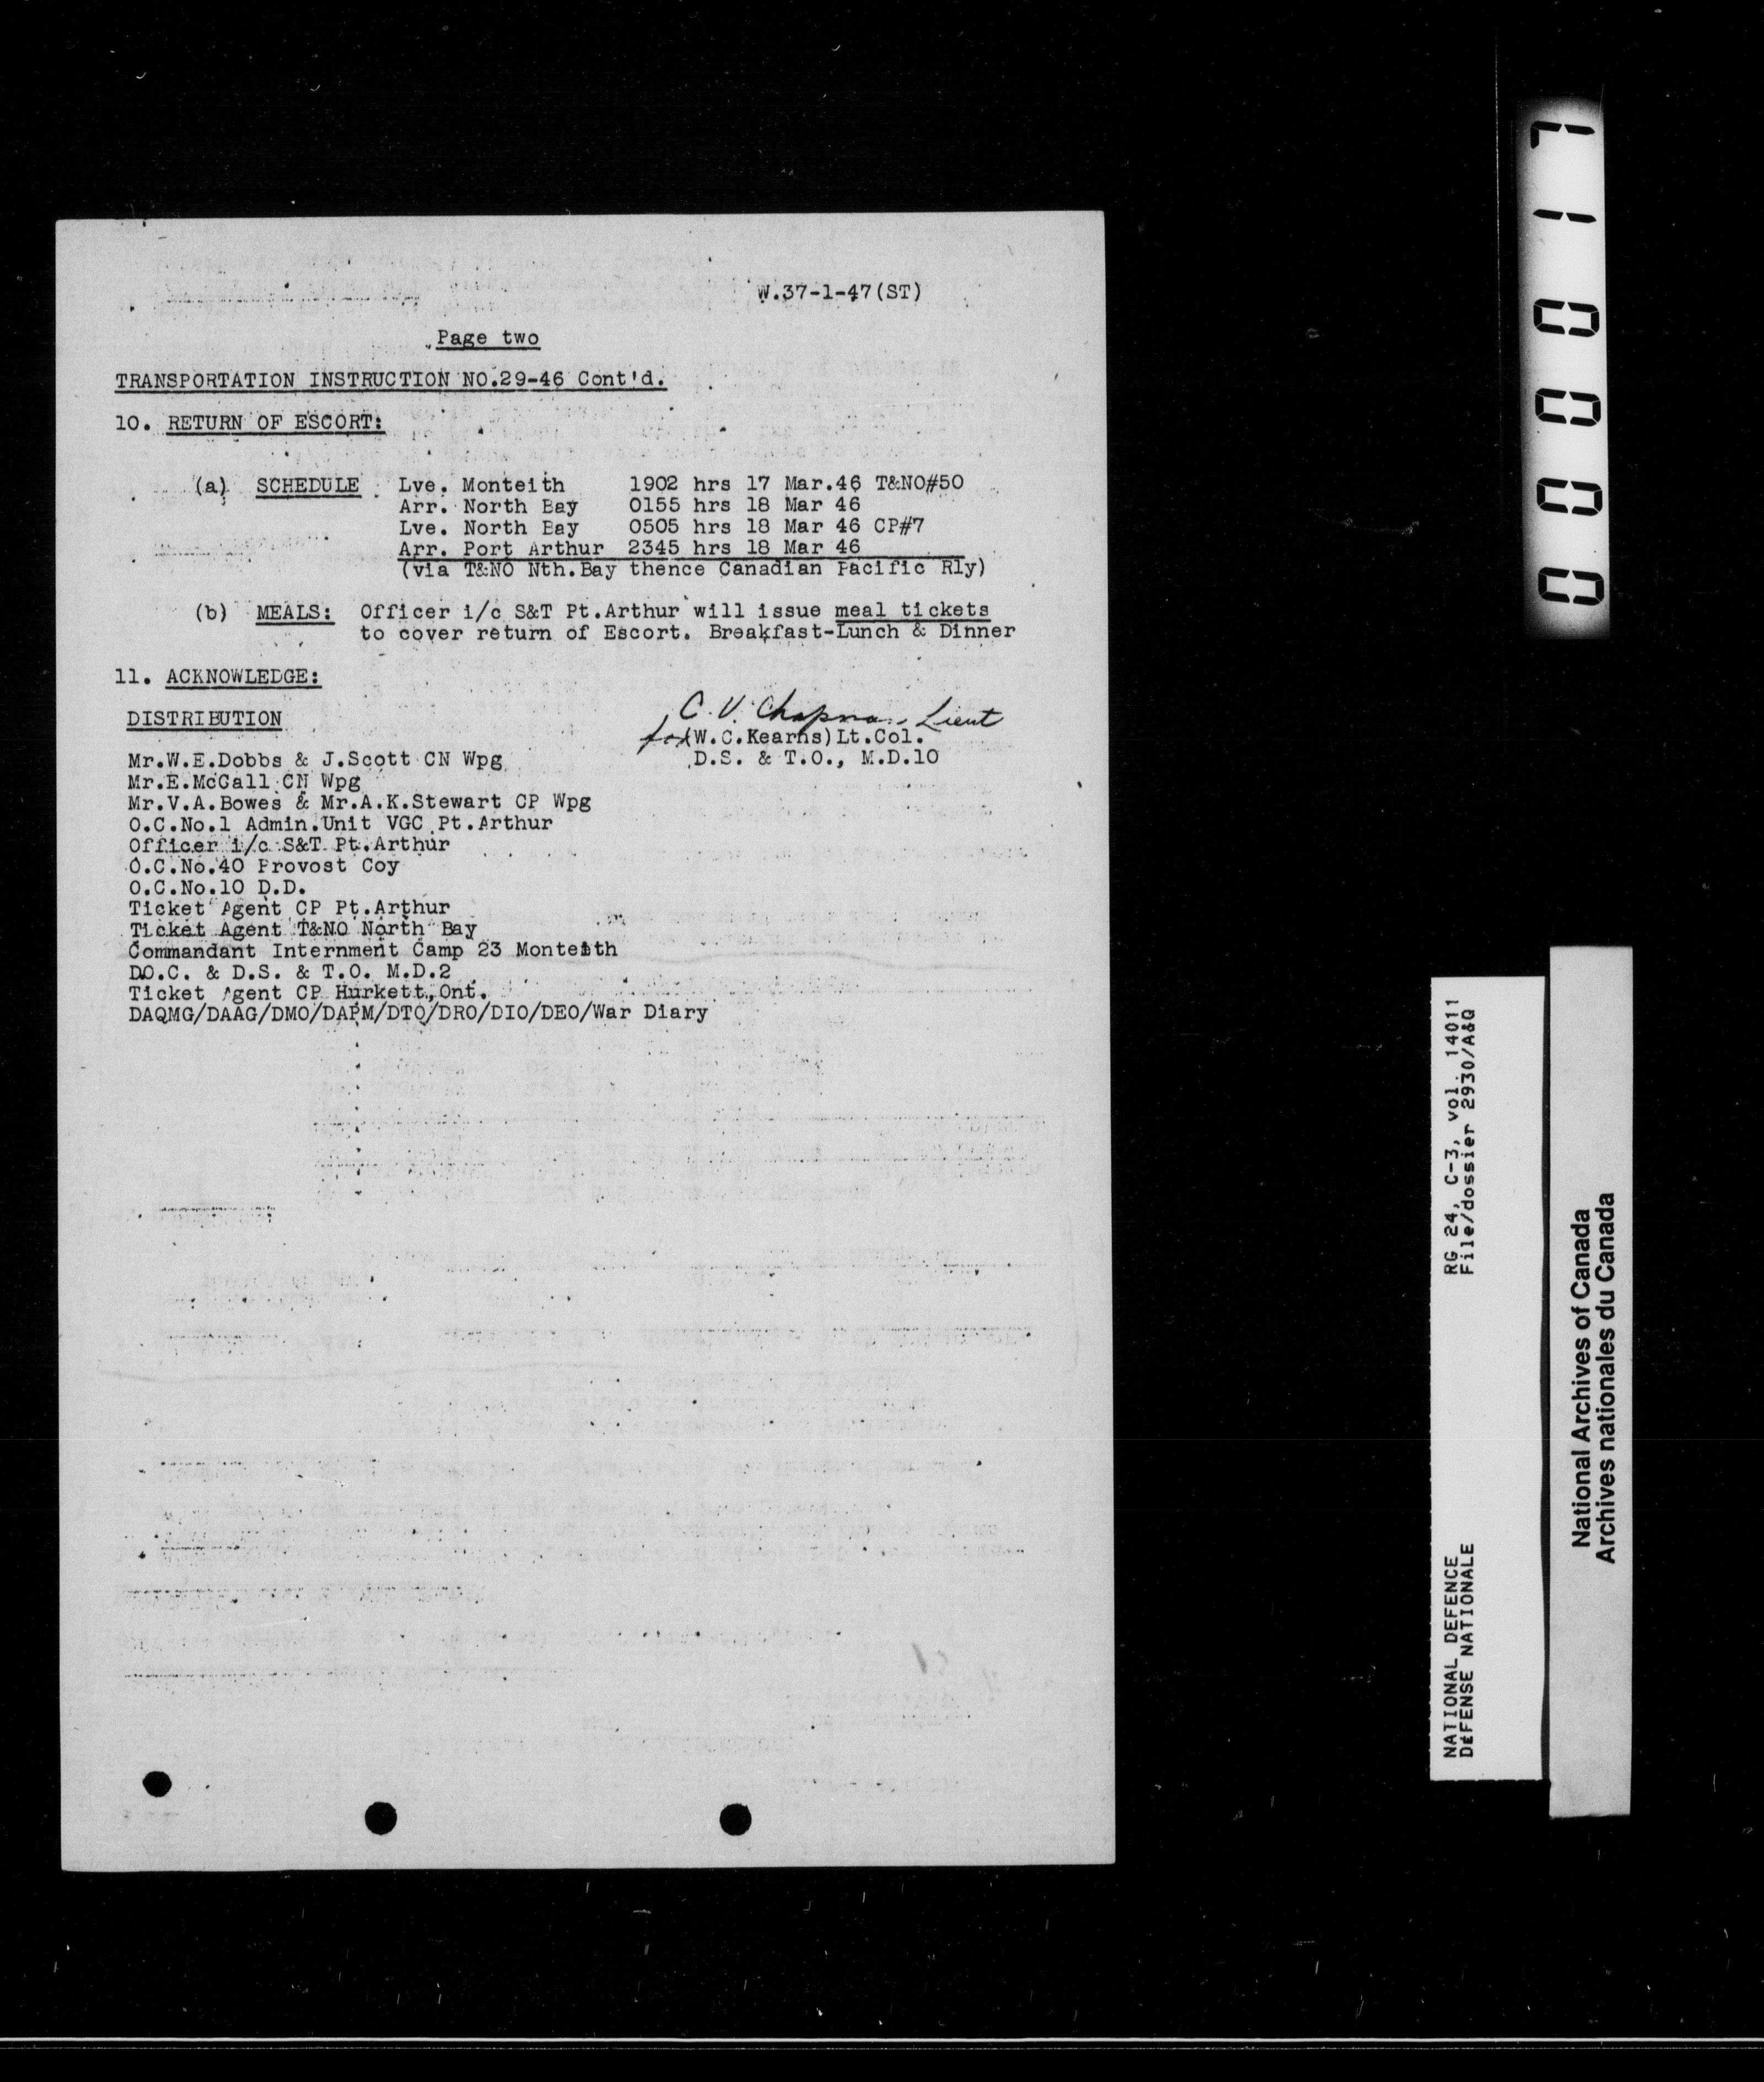 W.37-1-47(ST)
Page two
TRANSPORTATION INSTRUCTION NO.29-46 Cont'd.
10. RETURN OF ESCORT:
(a) SCHEDULE Lve. Monteith 1902 hrs 17 Mar.46 T&NO#50
Arr. North Bay 0155 hrs 18 Mar 46
Lve. North Bay 0505 hrs 18 Mar 46 CP#7
Arr. Port Arthur 2345 hrs 18 Mar 46
(via T&NO Nth.Bay thence Canadian Pacific Rly)
(b) MEALS: Officer i/c S&T Pt.Arthur will issue meal tickets
to cover return of Escort. Breakfast-Lunch & Dinner
11. ACKNOWLEDGE:
C. V. Chapman Lieut
for(W.C.Kearns)Lt.Col.
D.S. & T.O., M.D.10
DISTRIBUTION
Mr.W.E.Dobbs & J.Scott CN Wpg
Mr.E.McCall CN Wpg
Mr.V.A.Bowes & Mr.A.K.Stewart CP Wpg
O.C.No.1 Admin.Unit VGC Pt.Arthur
Officer i/c S&T Pt.Arthur
O.C.No.40 Provost Coy
O.C.No.10 D.D.
Ticket Agent CP Pt.Arthur
Ticket Agent T&NO North Bay
Commandant Internment Camp 23 Monteith
DO.C. & D.S. & T.O. M.D.2
Ticket Agent CP Hurkett,Ont.
DAQMG/DAAG/DMO/DAPM/DTO/DRO/DIO/DEO/War Diary
000017
NATIONAL DEFENCE RG 24, C-3, vol. 14011
DÉFENSE NATIONALE File/dossier 2930/A&Q
National Archives of Canada
Archives nationales du Canada